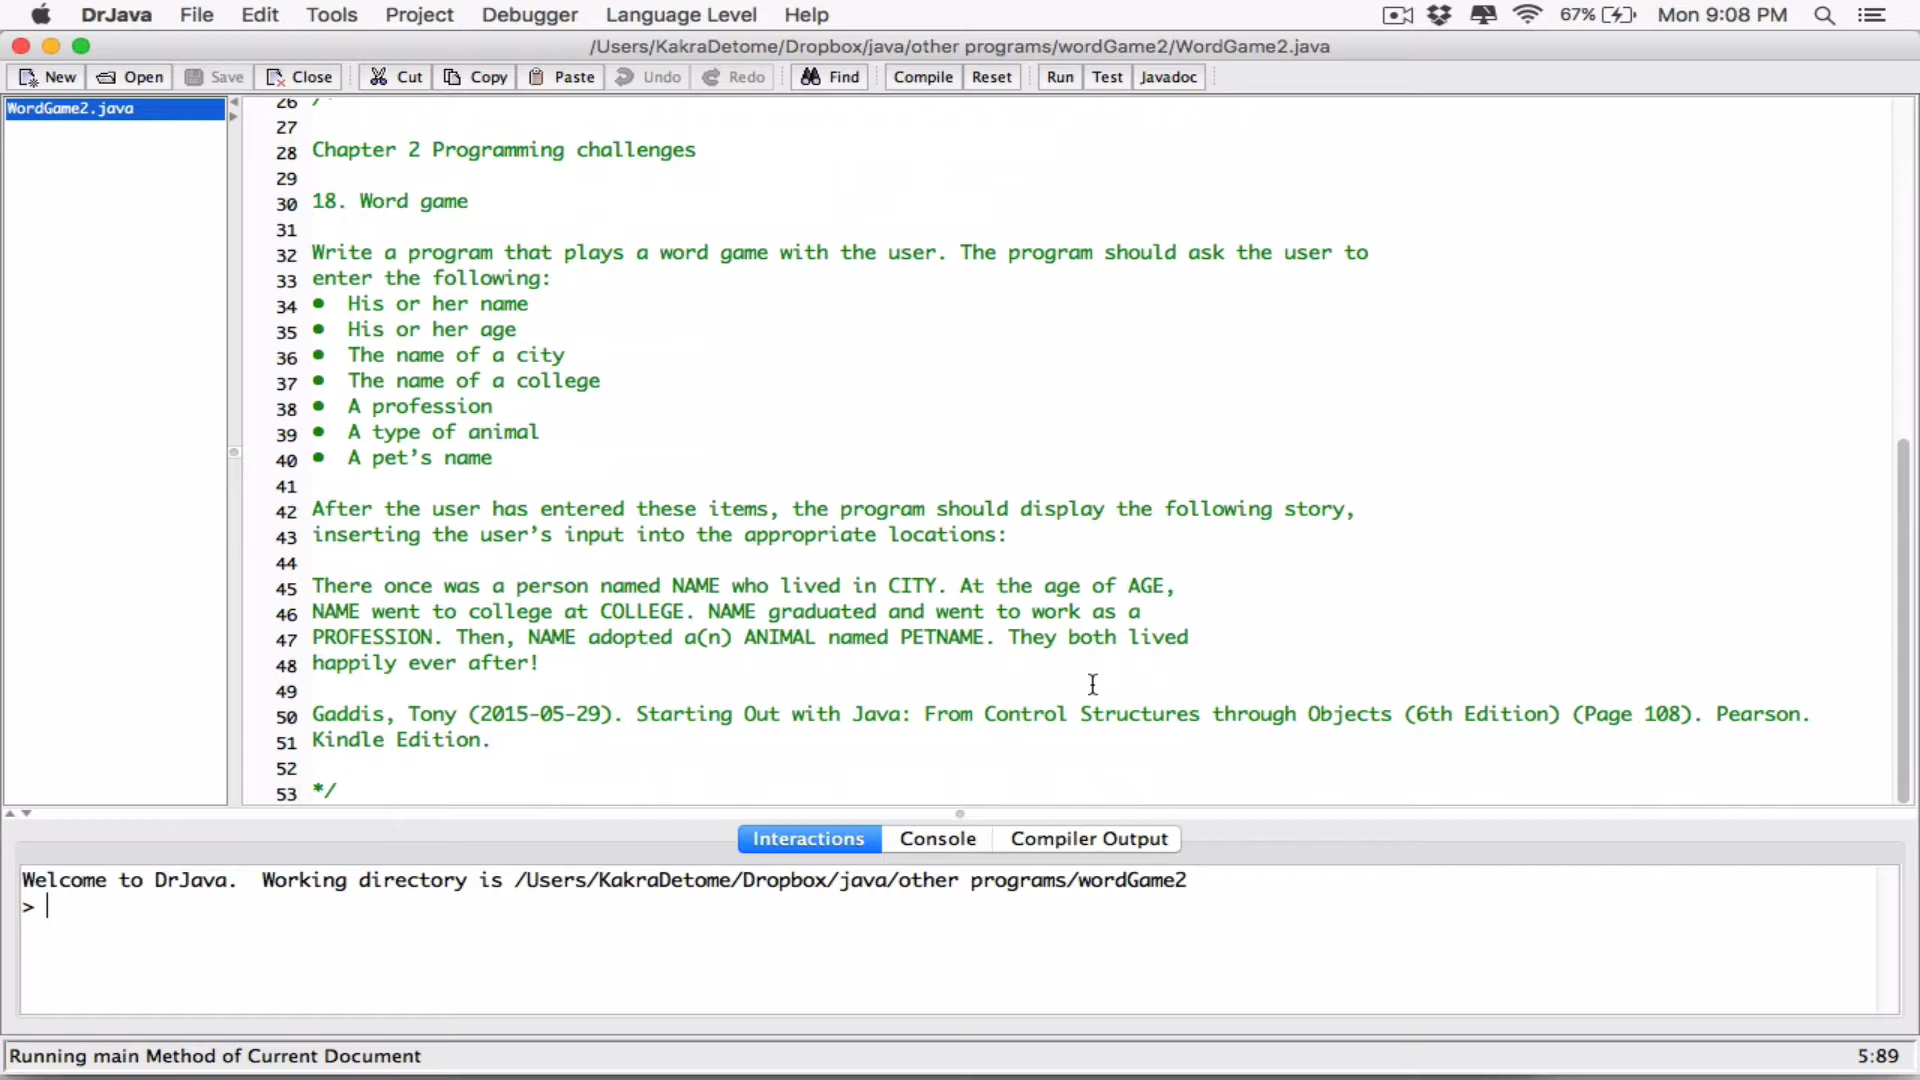 DrJava File Edit Tools Project Debugger Language Level Help 67% Mon 9:08 PM
/Users/KakraDetome/Dropbox/java/other programs/wordGame2/WordGame2.java
New Open Save Close Cut Copy Paste Undo Redo Find Compile Reset Run Test Javadoc
WordGame2.java
26
27
28 Chapter 2 Programming challenges
29
30 18. Word game
31
32 Write a program that plays a word game with the user. The program should ask the user to
33 enter the following:
34 • His or her name
35 • His or her age
36 • The name of a city
37 • The name of a college
38 • A profession
39 • A type of animal
40 • A pet’s name
41
42 After the user has entered these items, the program should display the following story,
43 inserting the user’s input into the appropriate locations:
44
45 There once was a person named NAME who lived in CITY. At the age of AGE,
46 NAME went to college at COLLEGE. NAME graduated and went to work as a
47 PROFESSION. Then, NAME adopted a(n) ANIMAL named PETNAME. They both lived
48 happily ever after!
49
50 Gaddis, Tony (2015-05-29). Starting Out with Java: From Control Structures through Objects (6th Edition) (Page 108). Pearson.
51 Kindle Edition.
52
53 */
Interactions Console Compiler Output
Welcome to DrJava. Working directory is /Users/KakraDetome/Dropbox/java/other programs/wordGame2
>
Running main Method of Current Document 5:89